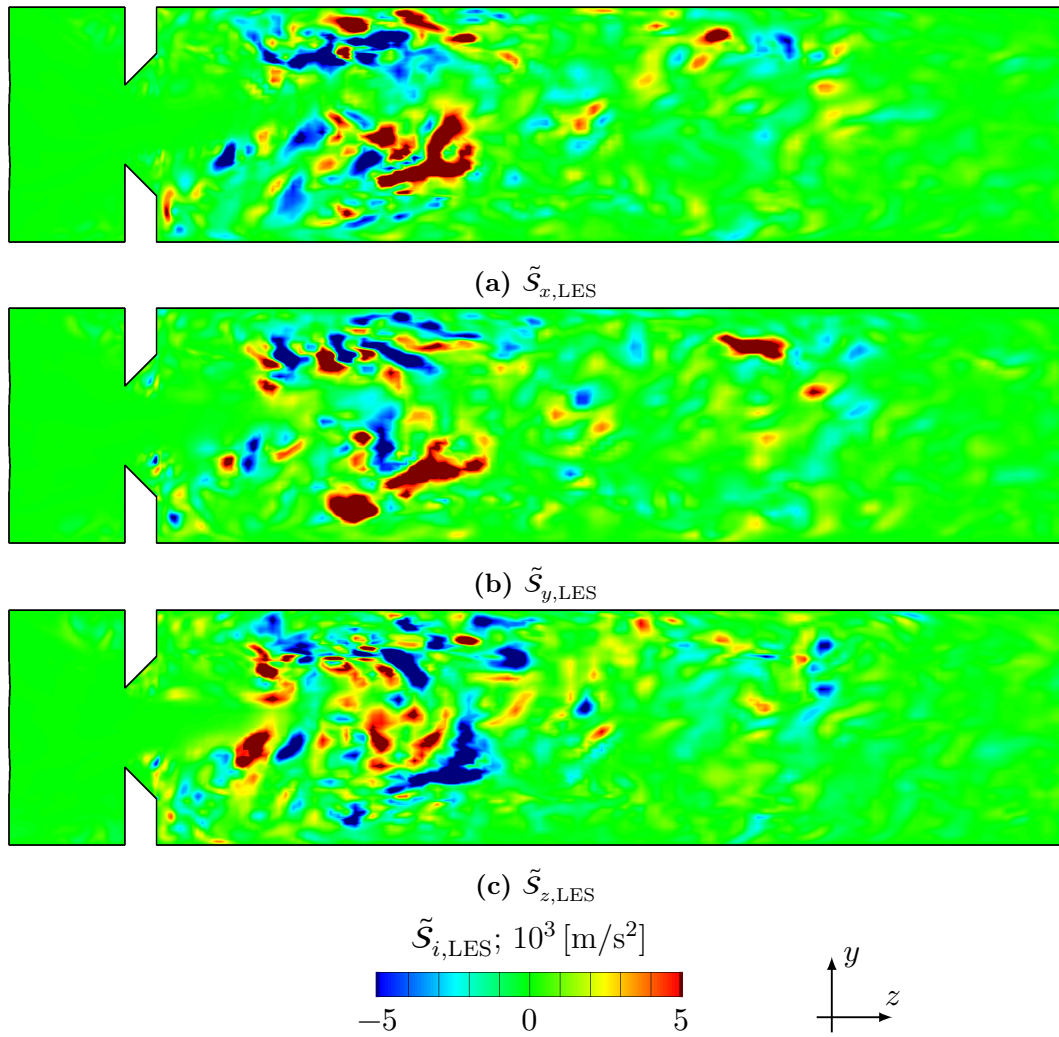 (a) S̃x,LES
(b) S̃y,LES
(c) S̃z,LES
S̃i,LES; 10³ [m/s²]
−5 0 5
y
z